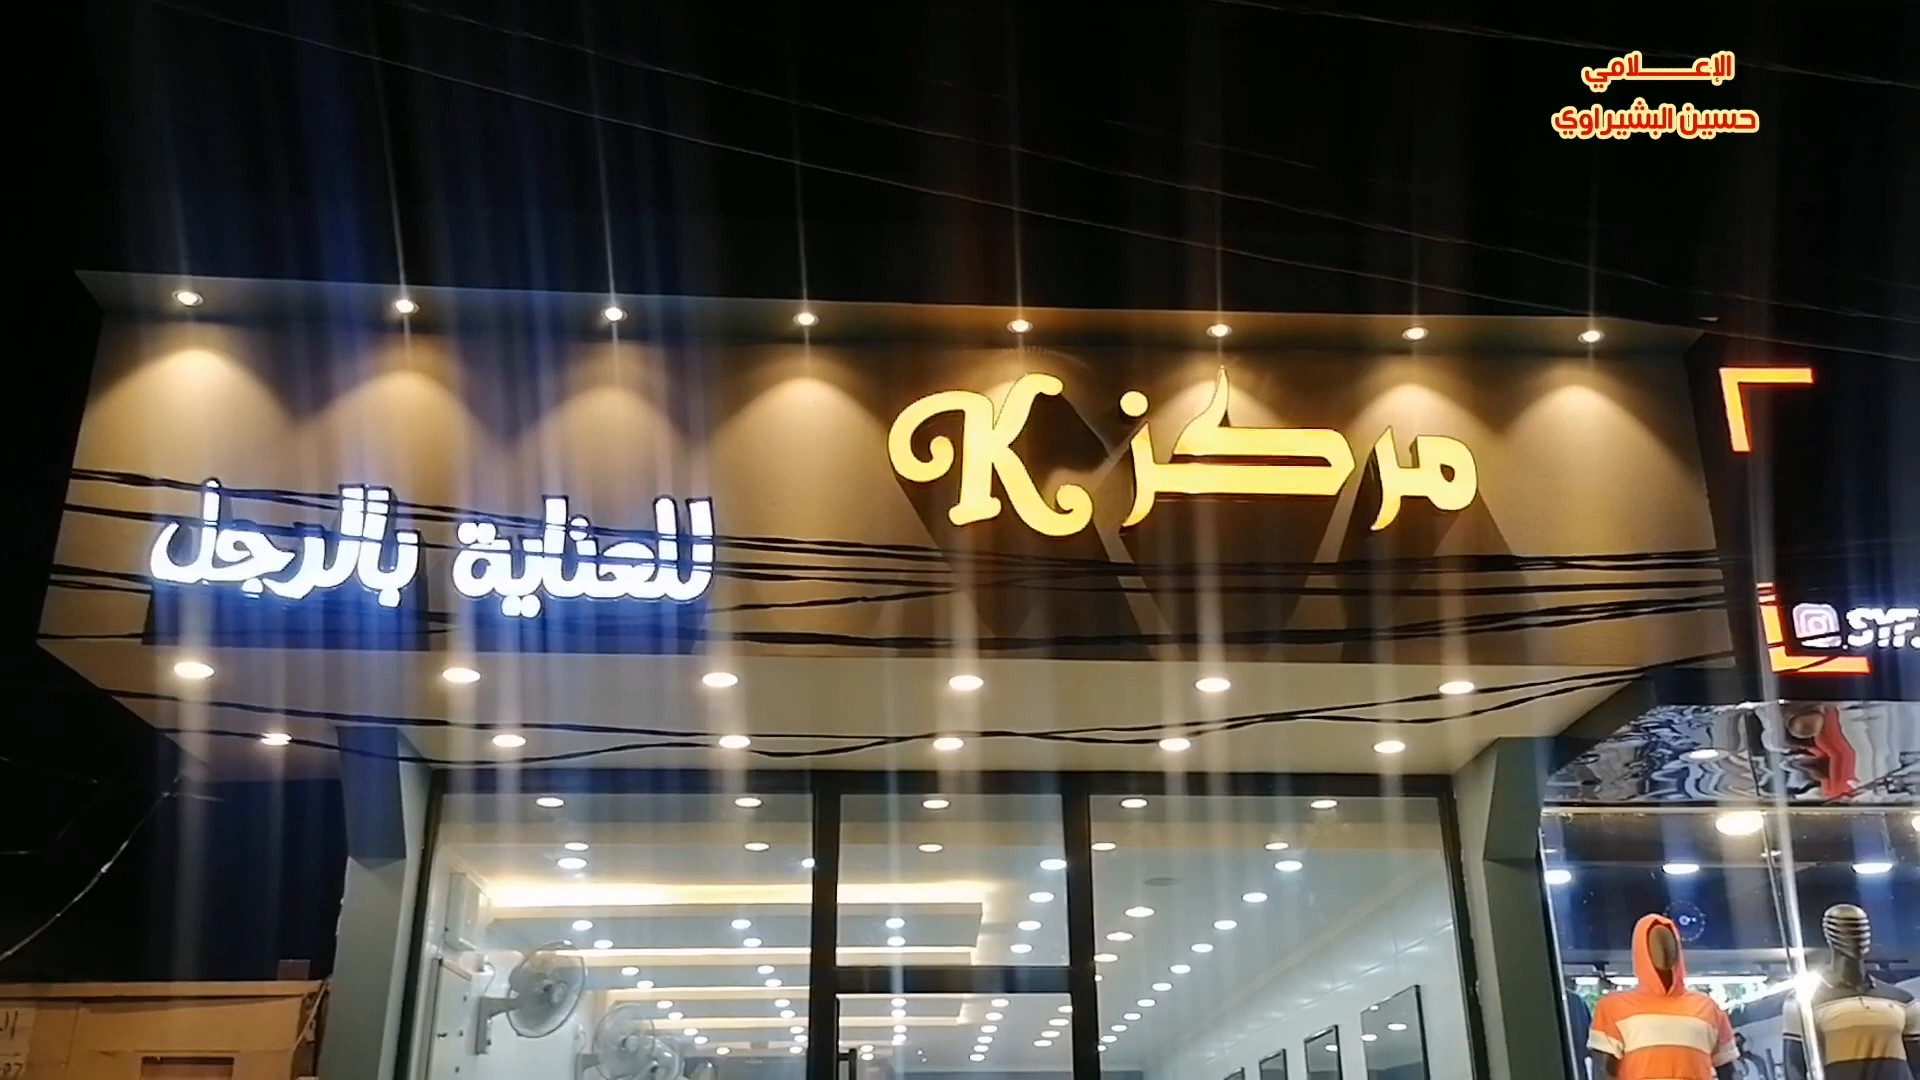 الإعلامي
حسين البشيراوي
مركز K
للعناية بالرجل